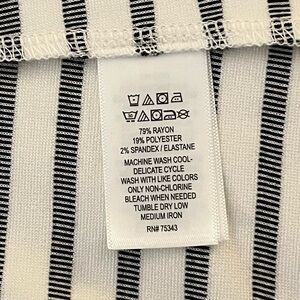 79% RAYON
19% POLYESTER
2% SPANDEX / ELASTANE
MACHINE WASH COOL-
DELICATE CYCLE
WASH WITH LIKE COLORS
ONLY NON-CHLORINE
BLEACH WHEN NEEDED
TUMBLE DRY LOW
MEDIUM IRON
RN# 75343